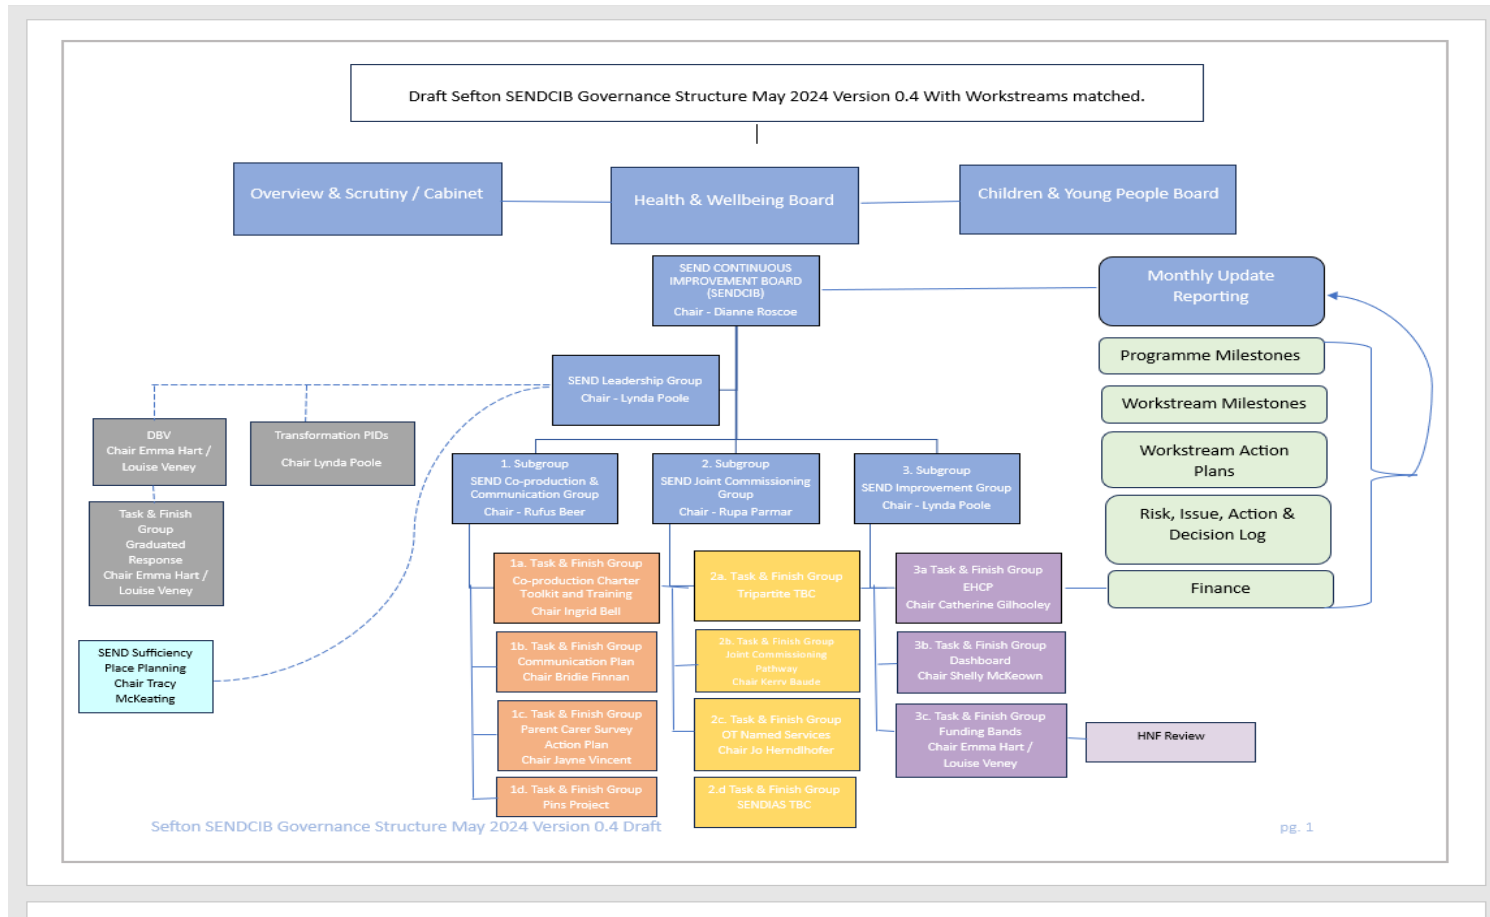 Draft Sefton SENDCIB Governance Structure May 2024 Version 0.4 With Workstreams matched.
Overview & Scrutiny / Cabinet
Health & Wellbeing Board
Children & Young People Board
SEND CONTINUOUS
IMPROVEMENT BOARD
(SENDCIB)
Chair - Dianne Roscoe
Monthly Update
Reporting
Programme Milestones
Workstream Milestones
Workstream Action
Plans
Risk, Issue, Action &
Decision Log
Finance
SEND Leadership Group
Chair - Lynda Poole
DBV
Chair Emma Hart /
Louise Veney
Transformation PIDs
Chair Lynda Poole
Task & Finish
Group
Graduated
Response
Chair Emma Hart /
Louise Veney
SEND Sufficiency
Place Planning
Chair Tracy
McKeating
1. Subgroup
SEND Co-production &
Communication Group
Chair - Rufus Beer
2. Subgroup
SEND Joint Commissioning
Group
Chair - Rupa Parmar
3. Subgroup
SEND Improvement Group
Chair - Lynda Poole
1a. Task & Finish Group
Co-production Charter
Toolkit and Training
Chair Ingrid Bell
1b. Task & Finish Group
Communication Plan
Chair Bridie Finnan
1c. Task & Finish Group
Parent Carer Survey
Action Plan
Chair Jayne Vincent
1d. Task & Finish Group
Pins Project
2a. Task & Finish Group
Tripartite TBC
2b. Task & Finish Group
Joint Commissioning
Pathway
Chair Kerry Baude
2c. Task & Finish Group
OT Named Services
Chair Jo Herndlhofer
2.d Task & Finish Group
SENDIAS TBC
3a Task & Finish Group
EHCP
Chair Catherine Gilhooley
3b. Task & Finish Group
Dashboard
Chair Shelly McKeown
3c. Task & Finish Group
Funding Bands
Chair Emma Hart /
Louise Veney
HNF Review
Sefton SENDCIB Governance Structure May 2024 Version 0.4 Draft
pg. 1